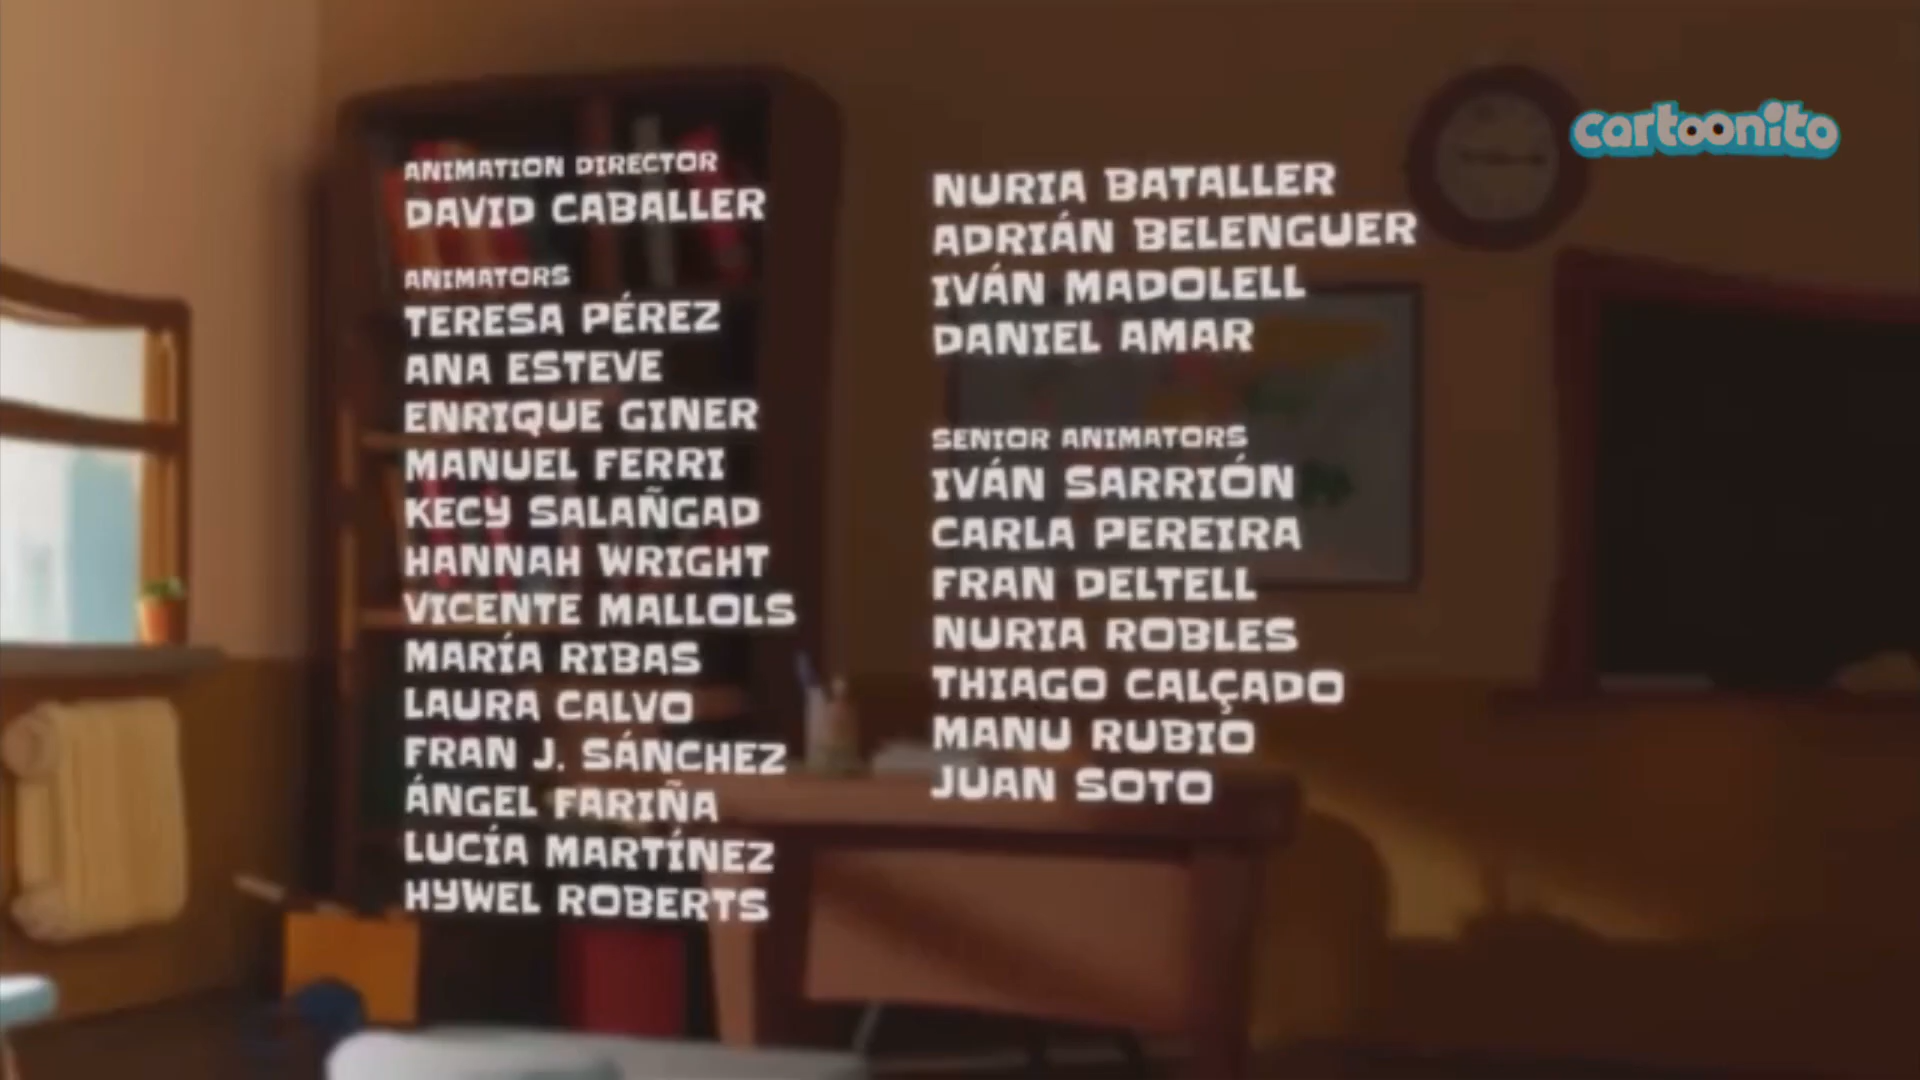 ANIMATION DIRECTOR
DAVID CABALLER
ANIMATORS
TERESA PÉREZ
ANA ESTEVE
ENRIQUE GINER
MANUEL FERRI
KECY SALAÑGAD
HANNAH WRIGHT
VICENTE MALLOLS
MARÍA RIBAS
LAURA CALVO
FRAN J. SÁNCHEZ
ÁNGEL FARIÑA
LUCÍA MARTÍNEZ
HYWEL ROBERTS
NURIA BATALLER
ADRIÁN BELENGUER
IVÁN MADOLELL
DANIEL AMAR
SENIOR ANIMATORS
IVÁN SARRIÓN
CARLA PEREIRA
FRAN DELTELL
NURIA ROBLES
THIAGO CALÇADO
MANU RUBIO
JUAN SOTO
cartoonito